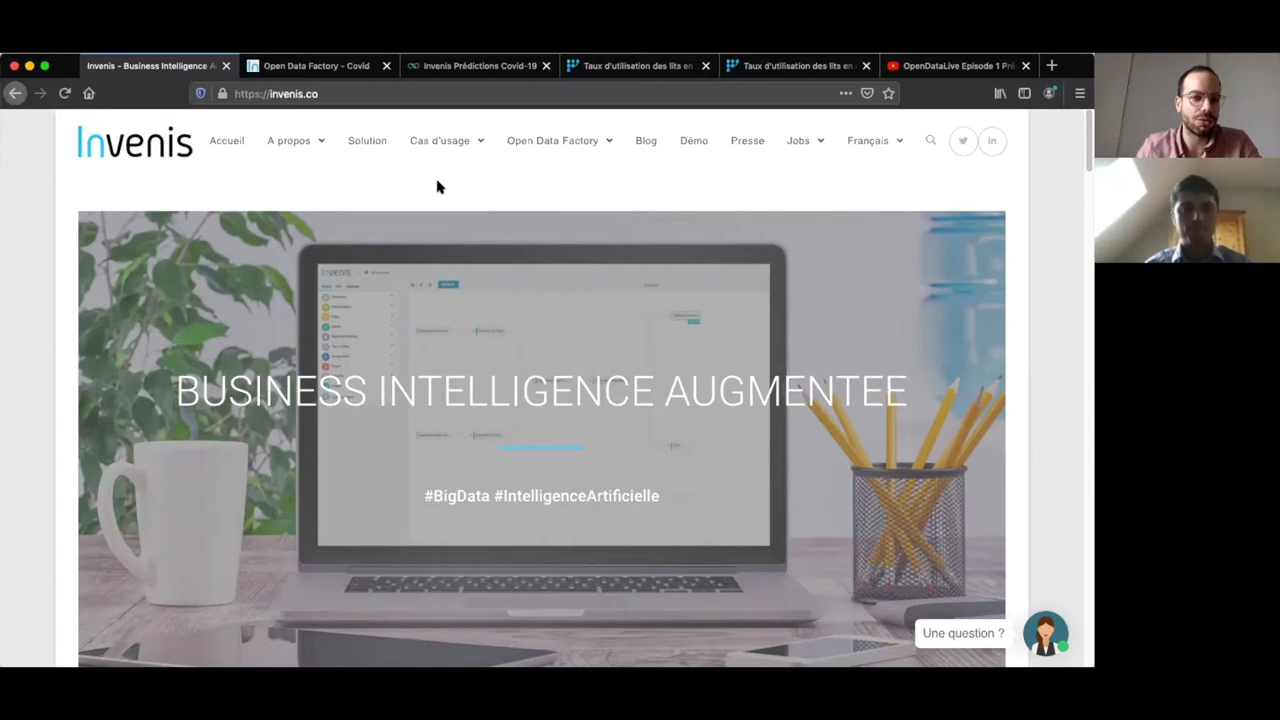 Invenis - Business Intelligence A
Open Data Factory - Covid
Invenis Prédictions Covid-19
Taux d'utilisation des lits en
Taux d'utilisation des lits en
OpenDataLive Episode 1 Pr
https://invenis.co
Invenis
Accueil
A propos
Solution
Cas d'usage
Open Data Factory
Blog
Démo
Presse
Jobs
Français
Invenis
BUSINESS INTELLIGENCE AUGMENTEE
#BigData #IntelligenceArtificielle
Une question ?